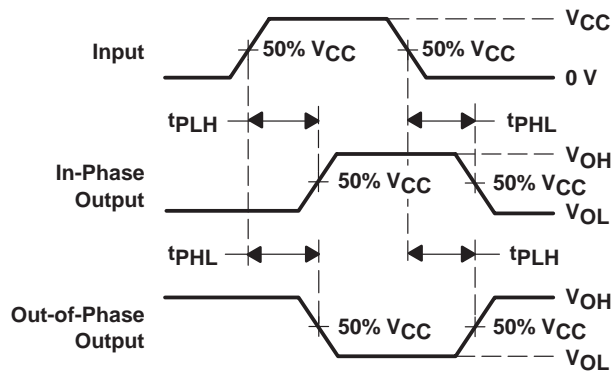 VCC
Input
50% VCC
50% VCC
0 V
tPLH
tPHL
VOH
In-Phase
Output
50% VCC
50% VCC
VOL
tPHL
tPLH
VOH
Out-of-Phase
Output
50% VCC
50% VCC
VOL